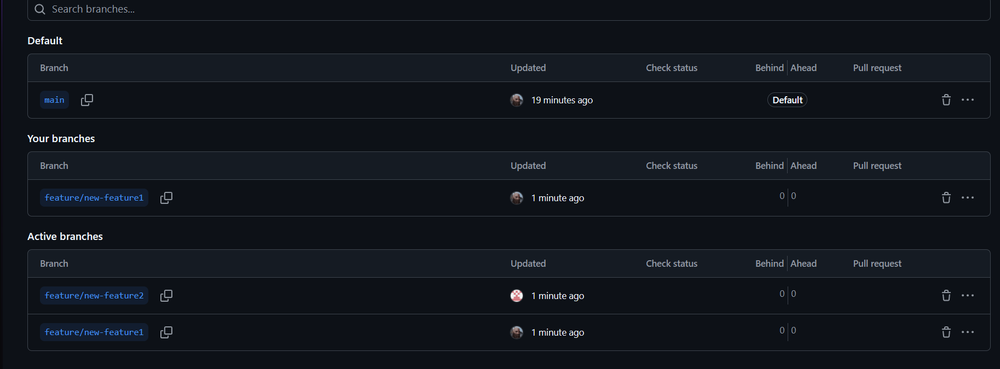 Search branches...
Default
Branch Updated Check status Behind Ahead Pull request
main 19 minutes ago Default
Your branches
Branch Updated Check status Behind Ahead Pull request
feature/new-feature1 1 minute ago 0 0
Active branches
Branch Updated Check status Behind Ahead Pull request
feature/new-feature2 1 minute ago 0 0
feature/new-feature1 1 minute ago 0 0